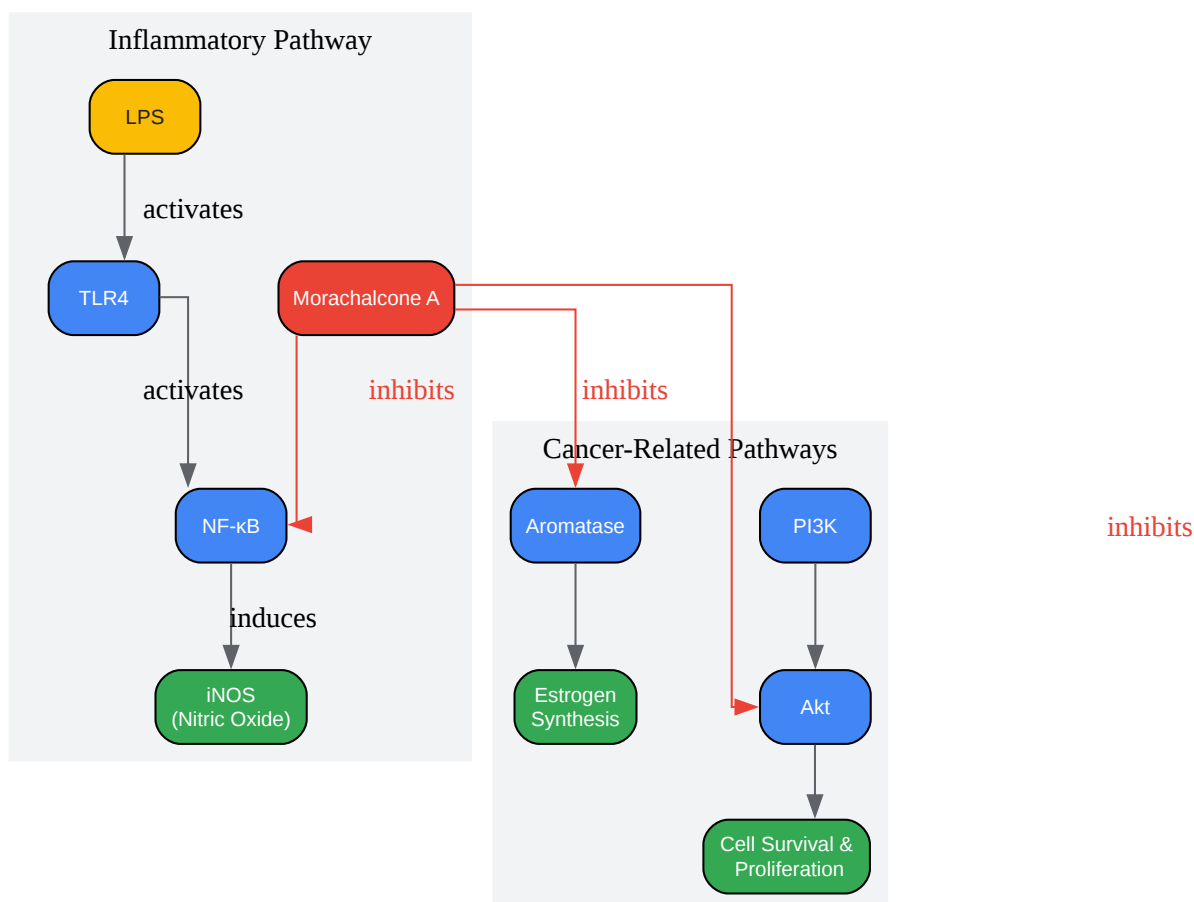 Inflammatory Pathway
LPS
activates
TLR4
Morachalcone A
activates
inhibits
inhibits
Cancer-Related Pathways
NF-κB
Aromatase
PI3K
inhibits
induces
iNOS
(Nitric Oxide)
Estrogen
Synthesis
Akt
Cell Survival &
Proliferation